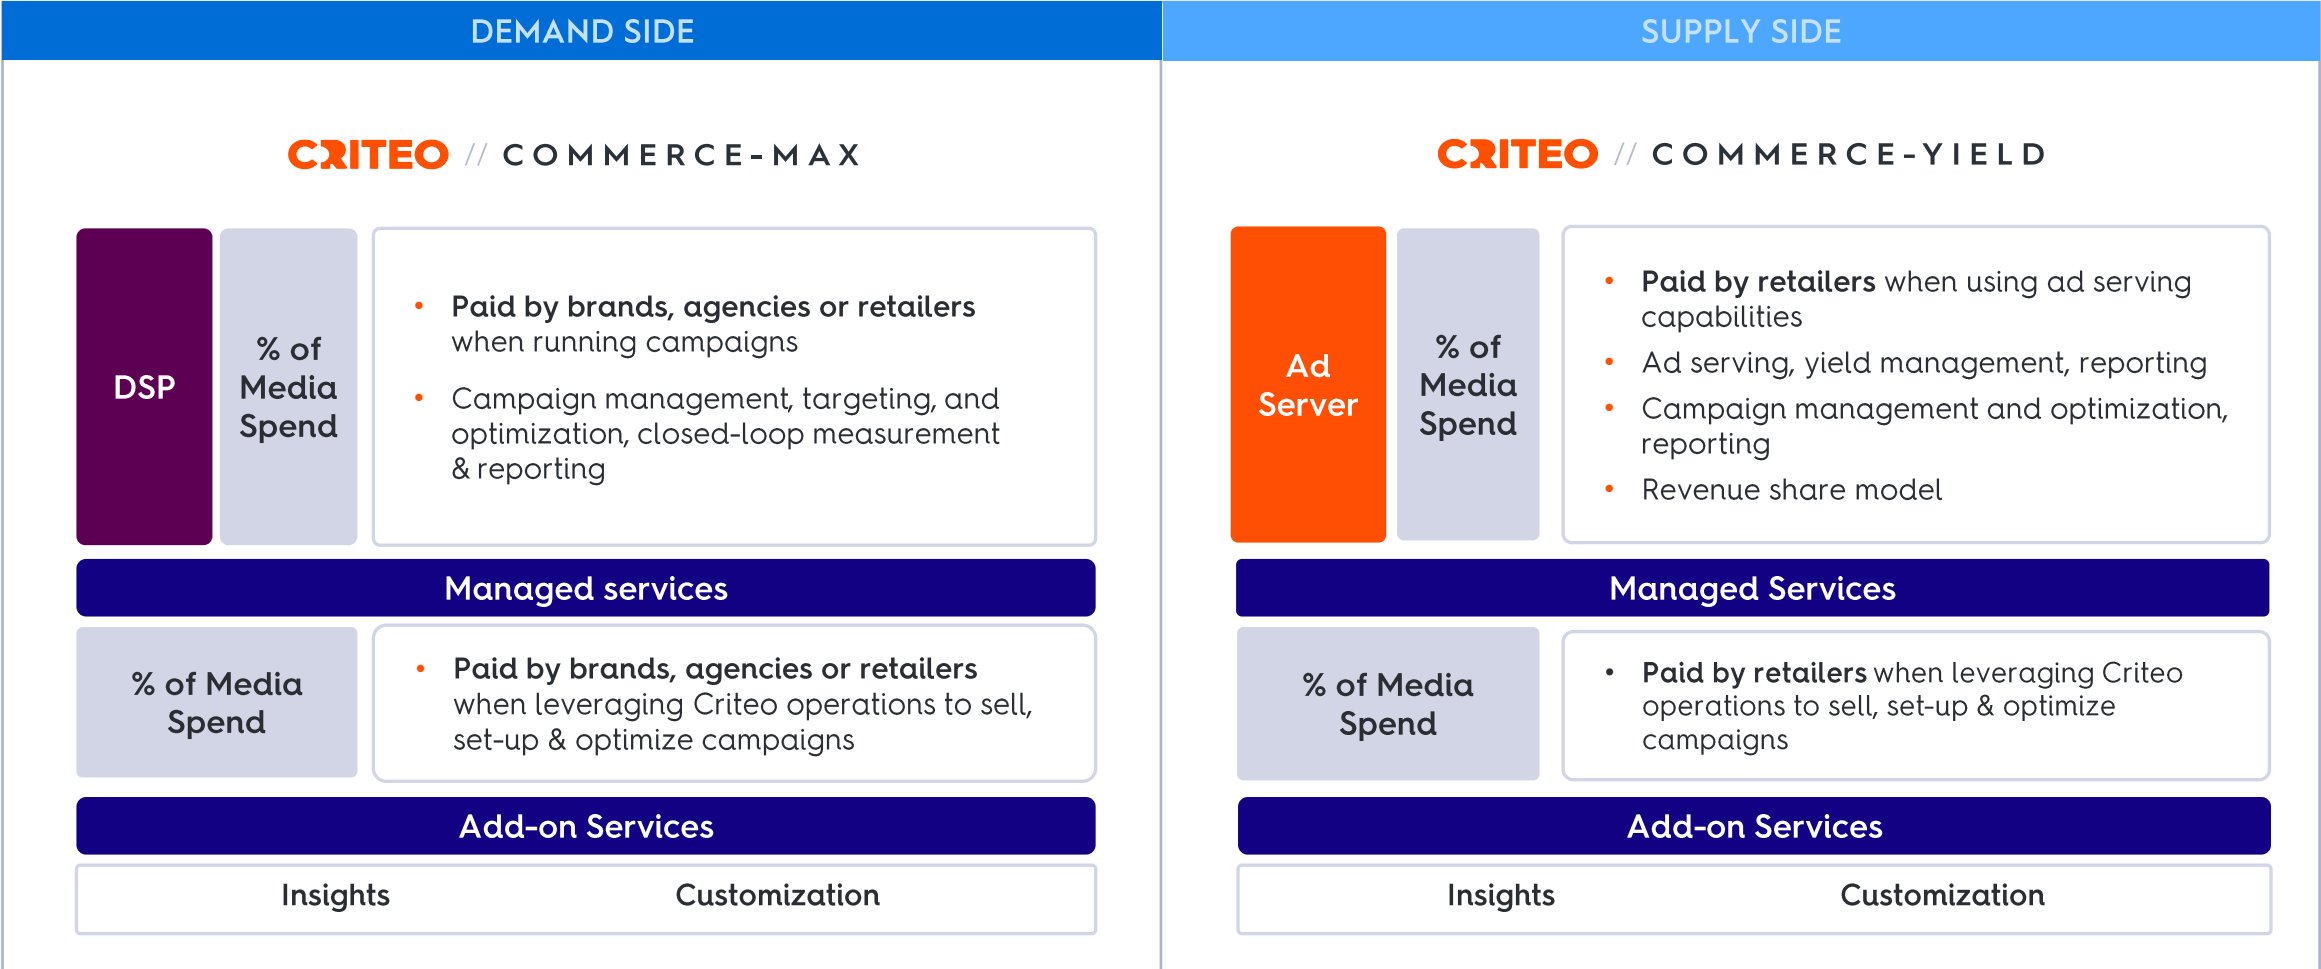 DEMAND SIDE
CRITEO // COMMERCE-MAX
DSP
% of
Media
Spend
• Paid by brands, agencies or retailers
when running campaigns
• Campaign management, targeting, and
optimization, closed-loop measurement
& reporting
Managed services
% of Media
Spend
• Paid by brands, agencies or retailers
when leveraging Criteo operations to sell,
set-up & optimize campaigns
Add-on Services
Insights
Customization
SUPPLY SIDE
CRITEO // COMMERCE-YIELD
Ad
Server
% of
Media
Spend
• Paid by retailers when using ad serving
capabilities
• Ad serving, yield management, reporting
• Campaign management and optimization,
reporting
• Revenue share model
Managed Services
% of Media
Spend
• Paid by retailers when leveraging Criteo
operations to sell, set-up & optimize
campaigns
Add-on Services
Insights
Customization